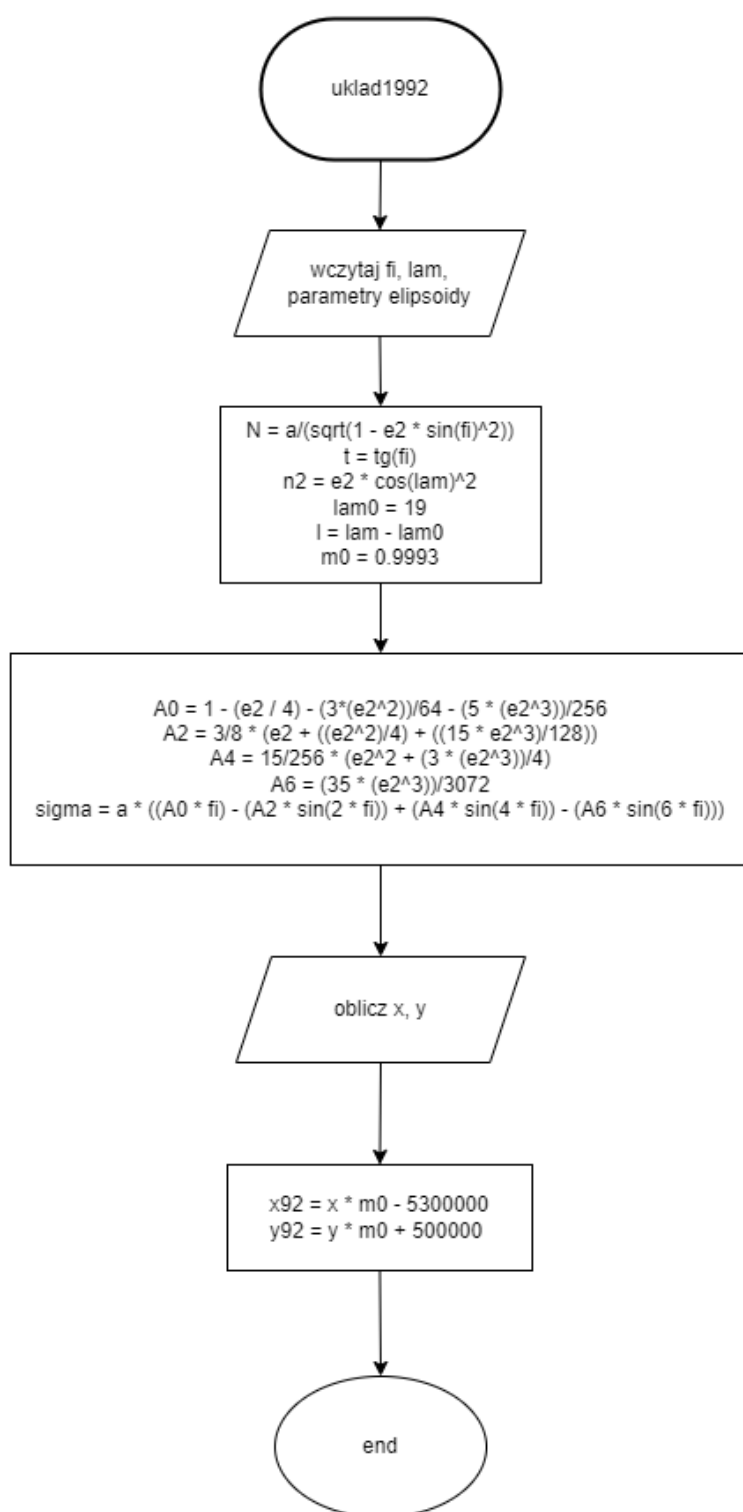 uklad1992
wczytaj fi, lam,
parametry elipsoidy
N = a/(sqrt(1 - e2 * sin(fi)^2))
t = tg(fi)
n2 = e2 * cos(lam)^2
lam0 = 19
l = lam - lam0
m0 = 0.9993
A0 = 1 - (e2 / 4) - (3*(e2^2))/64 - (5 * (e2^3))/256
A2 = 3/8 * (e2 + ((e2^2)/4) + ((15 * e2^3)/128))
A4 = 15/256 * (e2^2 + (3 * (e2^3))/4)
A6 = (35 * (e2^3))/3072
sigma = a * ((A0 * fi) - (A2 * sin(2 * fi)) + (A4 * sin(4 * fi)) - (A6 * sin(6 * fi)))
oblicz x, y
x92 = x * m0 - 5300000
y92 = y * m0 + 500000
end